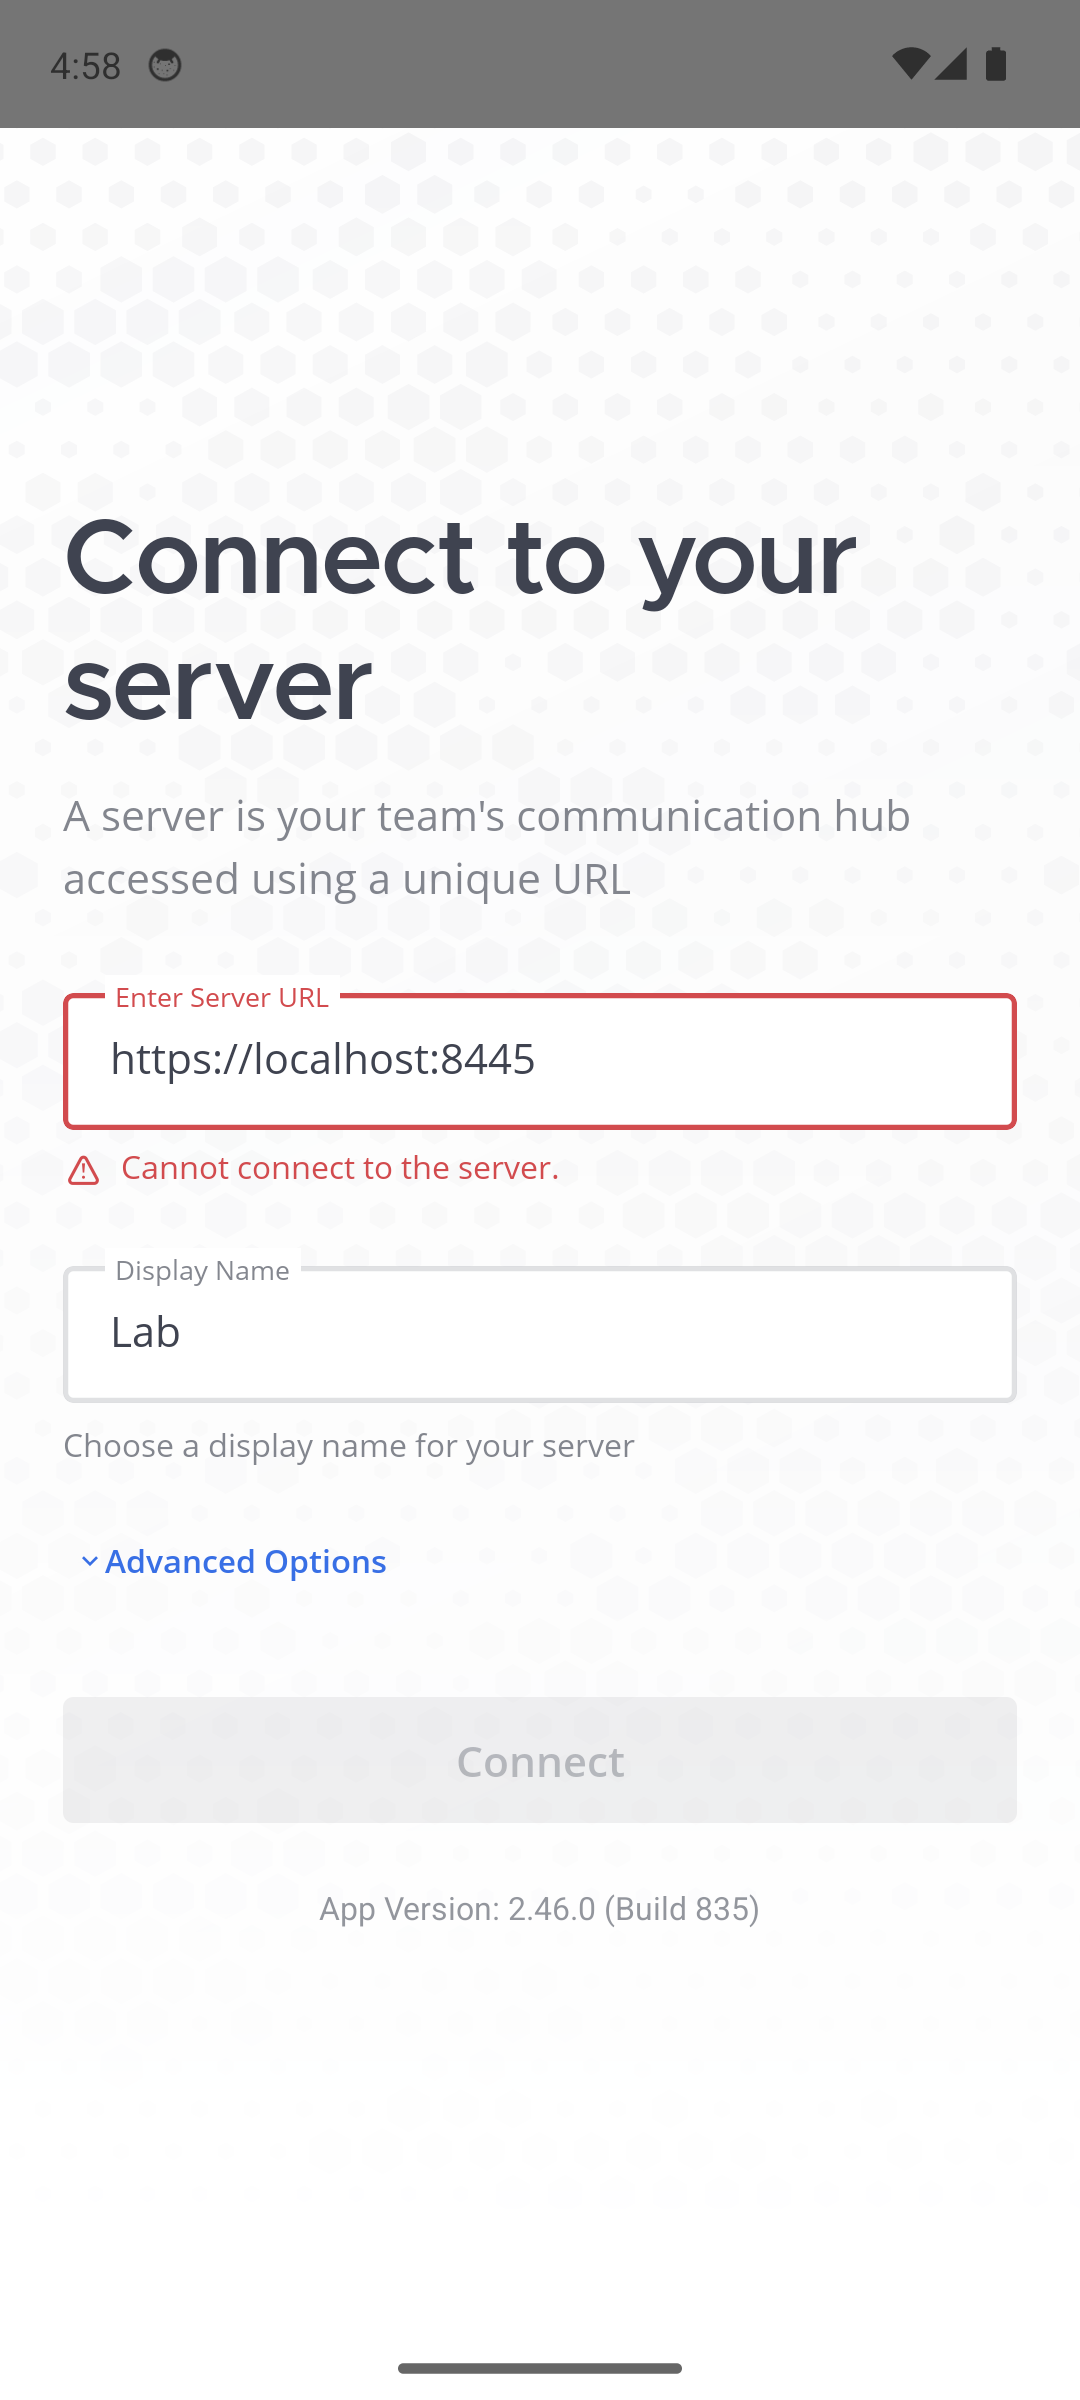 4:58
Connect to your
server
A server is your team's communication hub
accessed using a unique URL
Enter Server URL
https://localhost:8445
Cannot connect to the server.
Display Name
Lab
Choose a display name for your server
Advanced Options
Connect
App Version: 2.46.0 (Build 835)